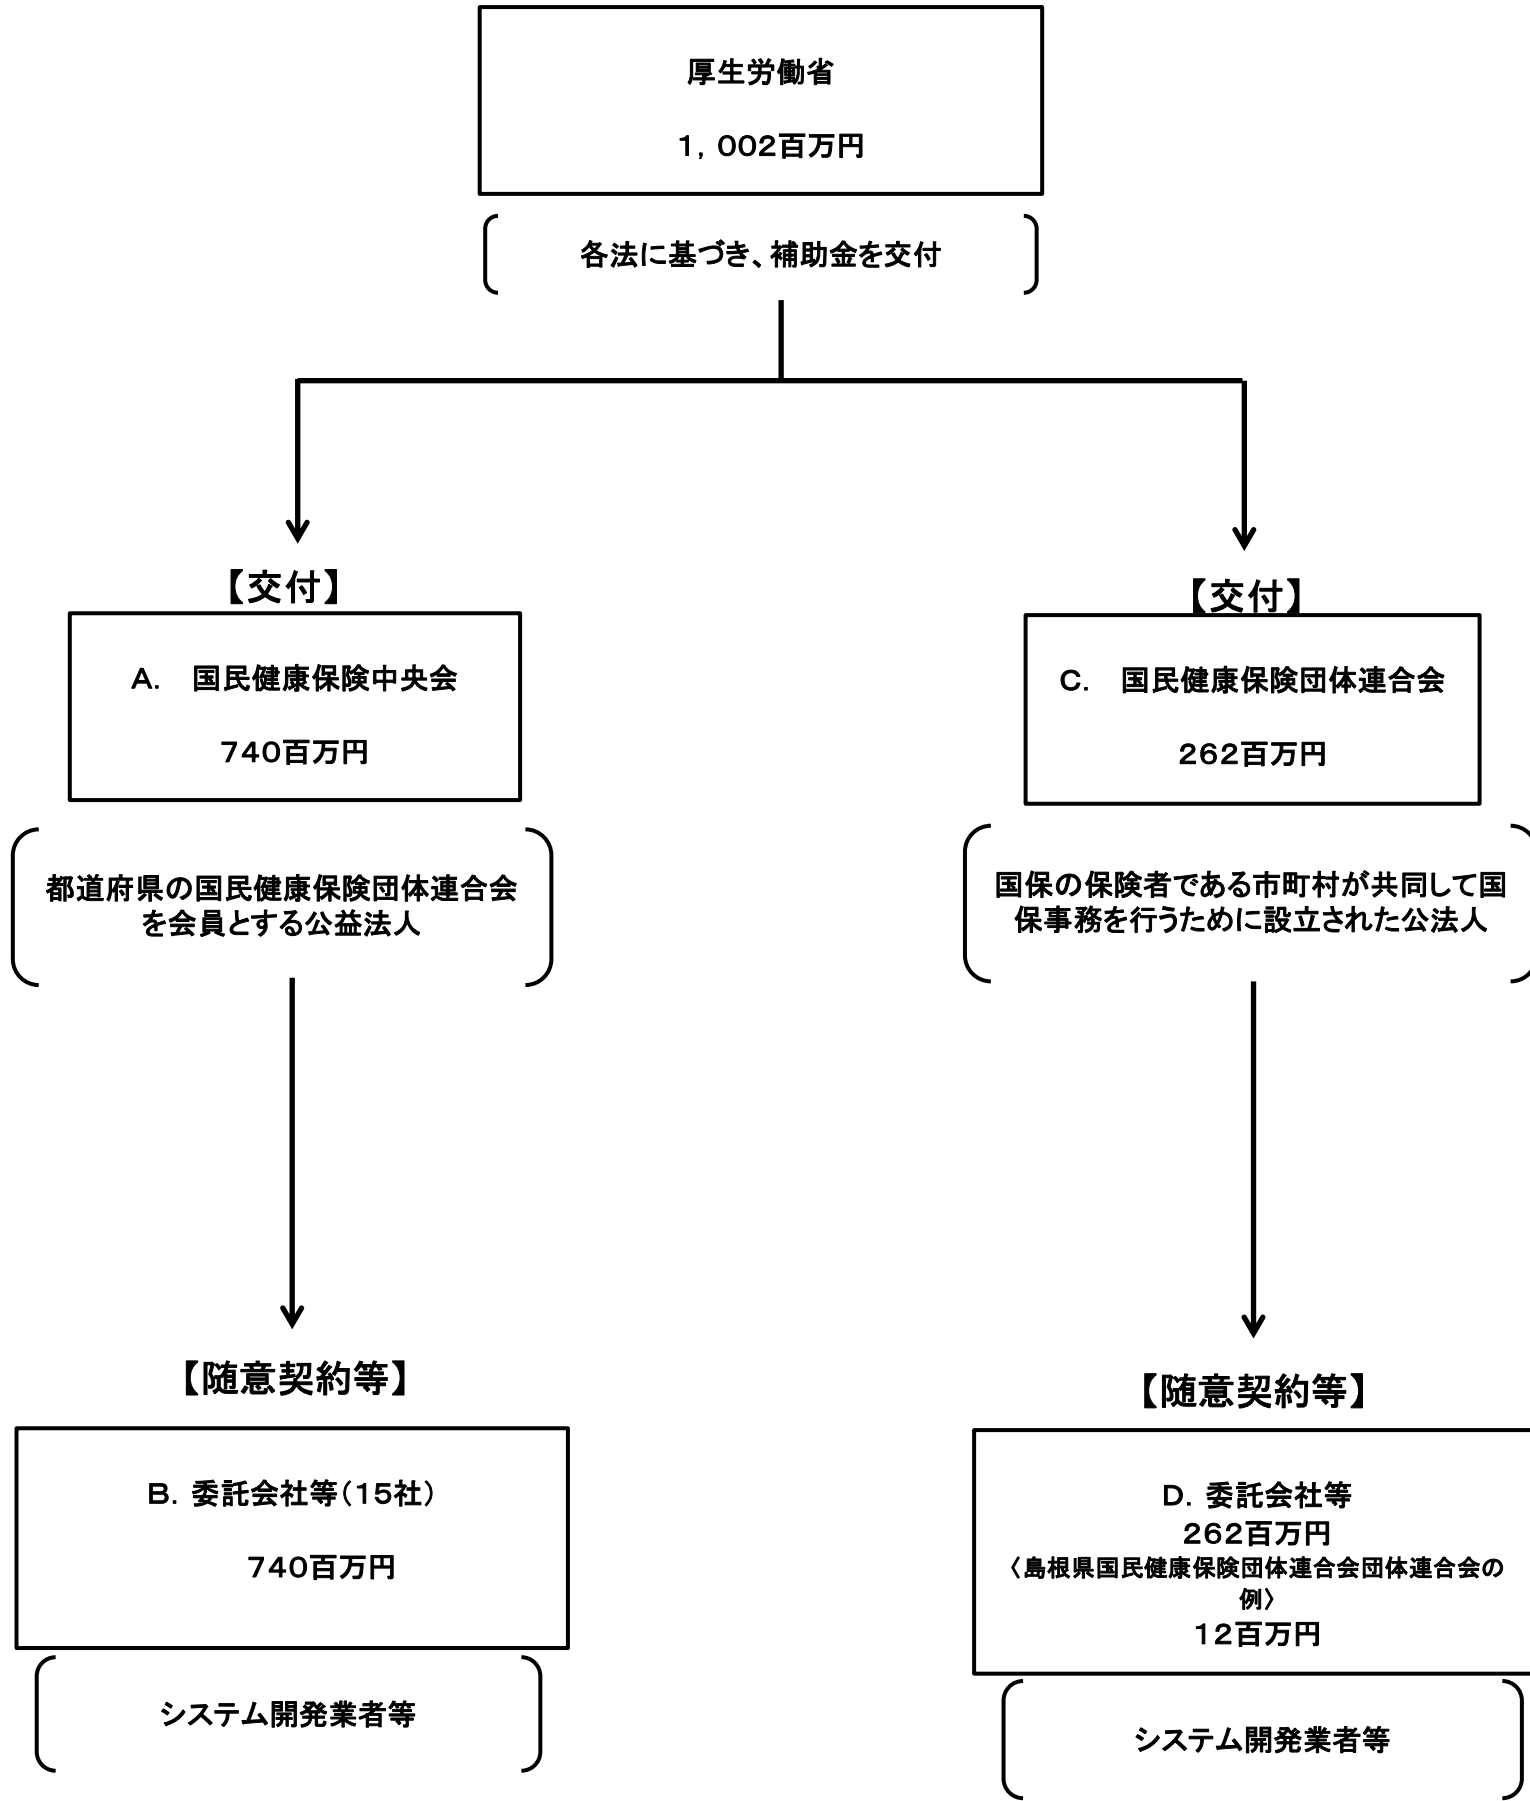 厚生労働省
１，００２百万円
各法に基づき、補助金を交付
【交付】
A.　国民健康保険中央会
７４０百万円
都道府県の国民健康保険団体連合会
を会員とする公益法人
【随意契約等】
B. 委託会社等（１５社）
７４０百万円
システム開発業者等
【交付】
C.　国民健康保険団体連合会
２６２百万円
国保の保険者である市町村が共同して国
保事務を行うために設立された公法人
【随意契約等】
D. 委託会社等
２６２百万円
〈島根県国民健康保険団体連合会団体連合会の
例〉
１２百万円
システム開発業者等